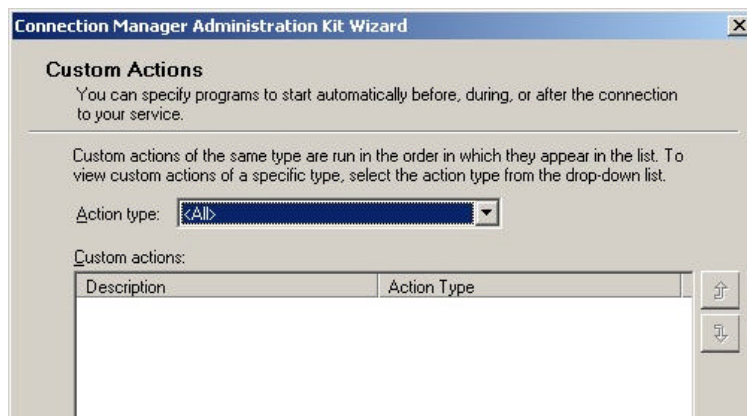 Connection Manager Administration Kit Wizard
Custom Actions
You can specify programs to start automatically before, during, or after the connection
to your service.
Custom actions of the same type are run in the order in which they appear in the list. To
view custom actions of a specific type, select the action type from the drop-down list.
Action type: <All>
Custom actions:
Description Action Type